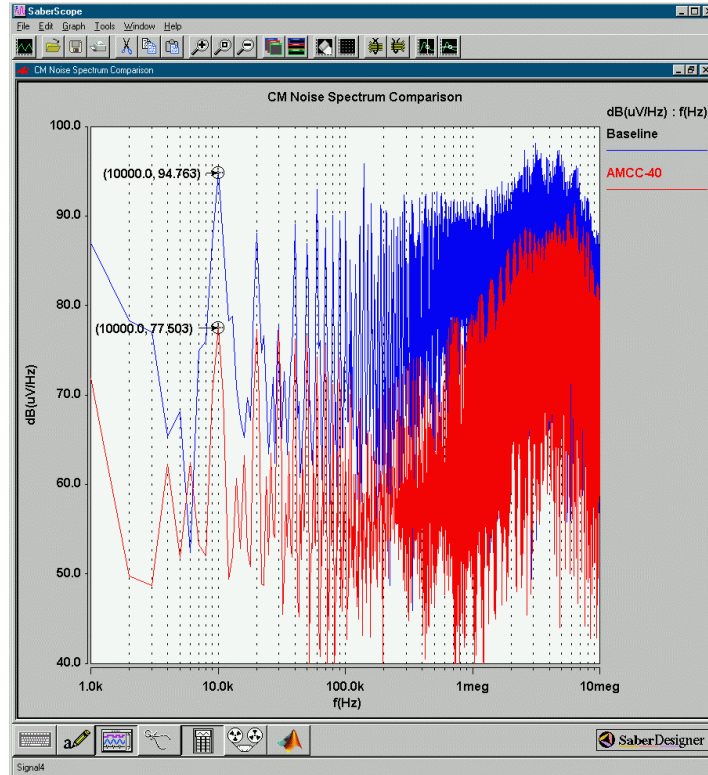 SaberScope
File Edit Graph Tools Window Help
CM Noise Spectrum Comparison
CM Noise Spectrum Comparison
dB(uV/Hz) : f(Hz)
Baseline
AMCC-40
100.0
90.0
80.0
70.0
60.0
50.0
40.0
dB(uV/Hz)
(10000.0, 94.763)
(10000.0, 77.503)
1.0k
10.0k
100.0k
1meg
10meg
f(Hz)
a
SaberDesigner
Signal4